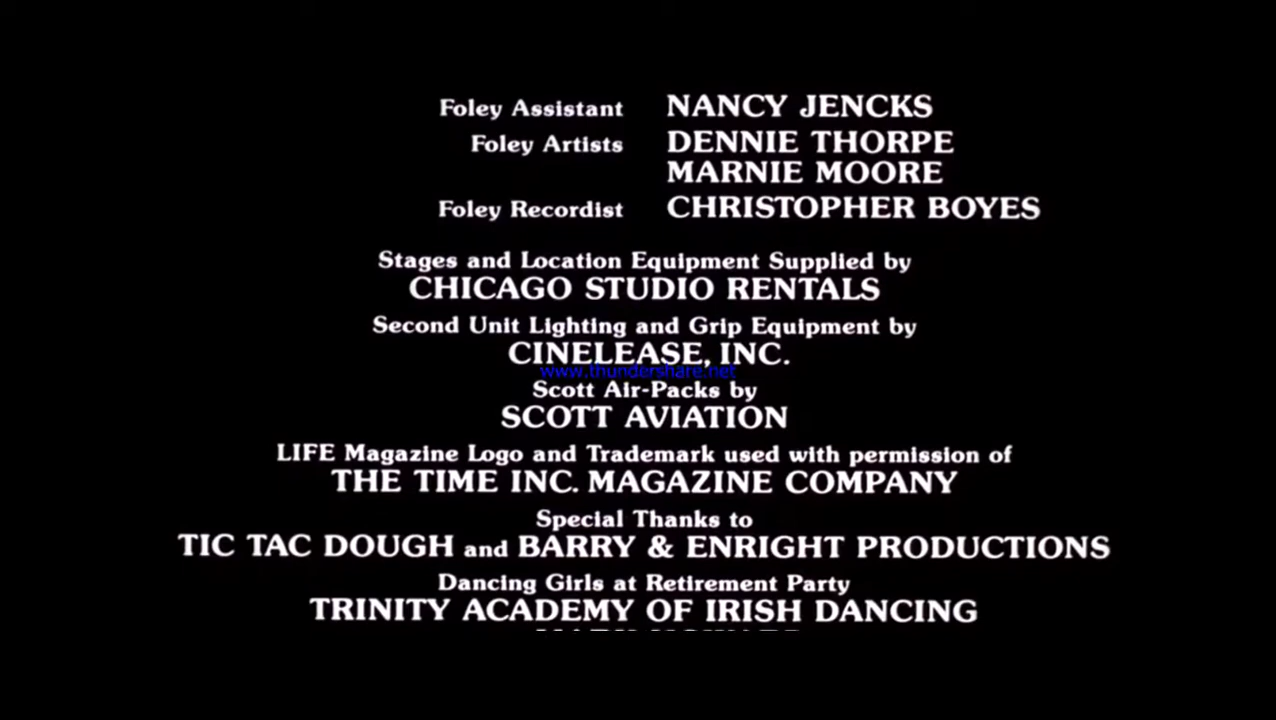 Foley Assistant NANCY JENCKS
Foley Artists DENNIE THORPE
MARNIE MOORE
Foley Recordist CHRISTOPHER BOYES
Stages and Location Equipment Supplied by
CHICAGO STUDIO RENTALS
Second Unit Lighting and Grip Equipment by
CINELEASE, INC.
www.thundershare.net
Scott Air-Packs by
SCOTT AVIATION
LIFE Magazine Logo and Trademark used with permission of
THE TIME INC. MAGAZINE COMPANY
Special Thanks to
TIC TAC DOUGH and BARRY & ENRIGHT PRODUCTIONS
Dancing Girls at Retirement Party
TRINITY ACADEMY OF IRISH DANCING